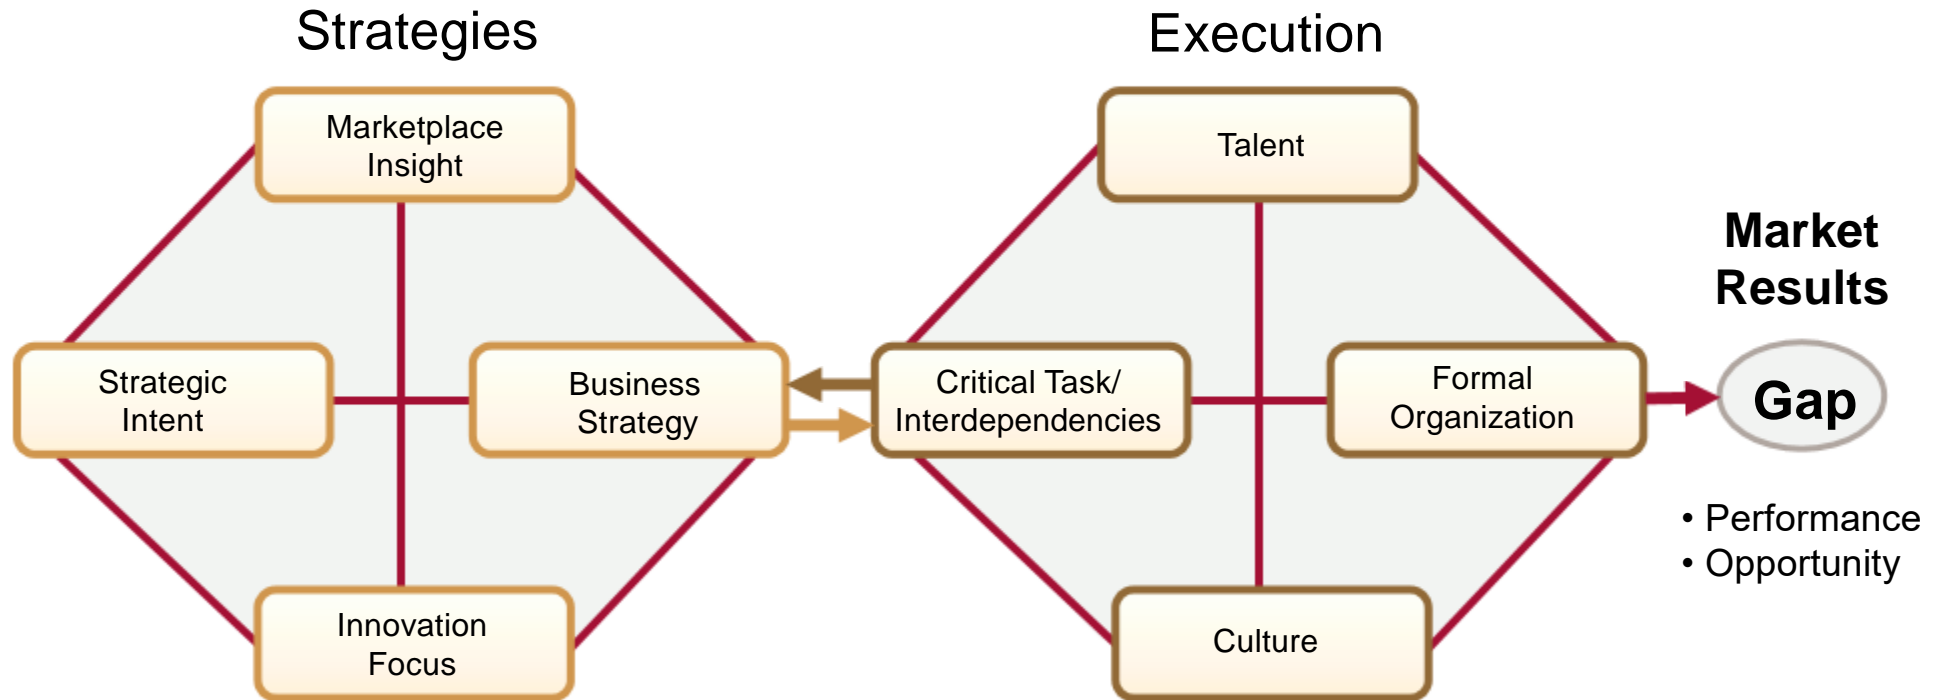 Strategies
Marketplace
Insight
Strategic
Intent
Business
Strategy
Innovation
Focus
Execution
Talent
Critical Task/
Interdependencies
Formal
Organization
Culture
Market
Results
Gap
• Performance
• Opportunity